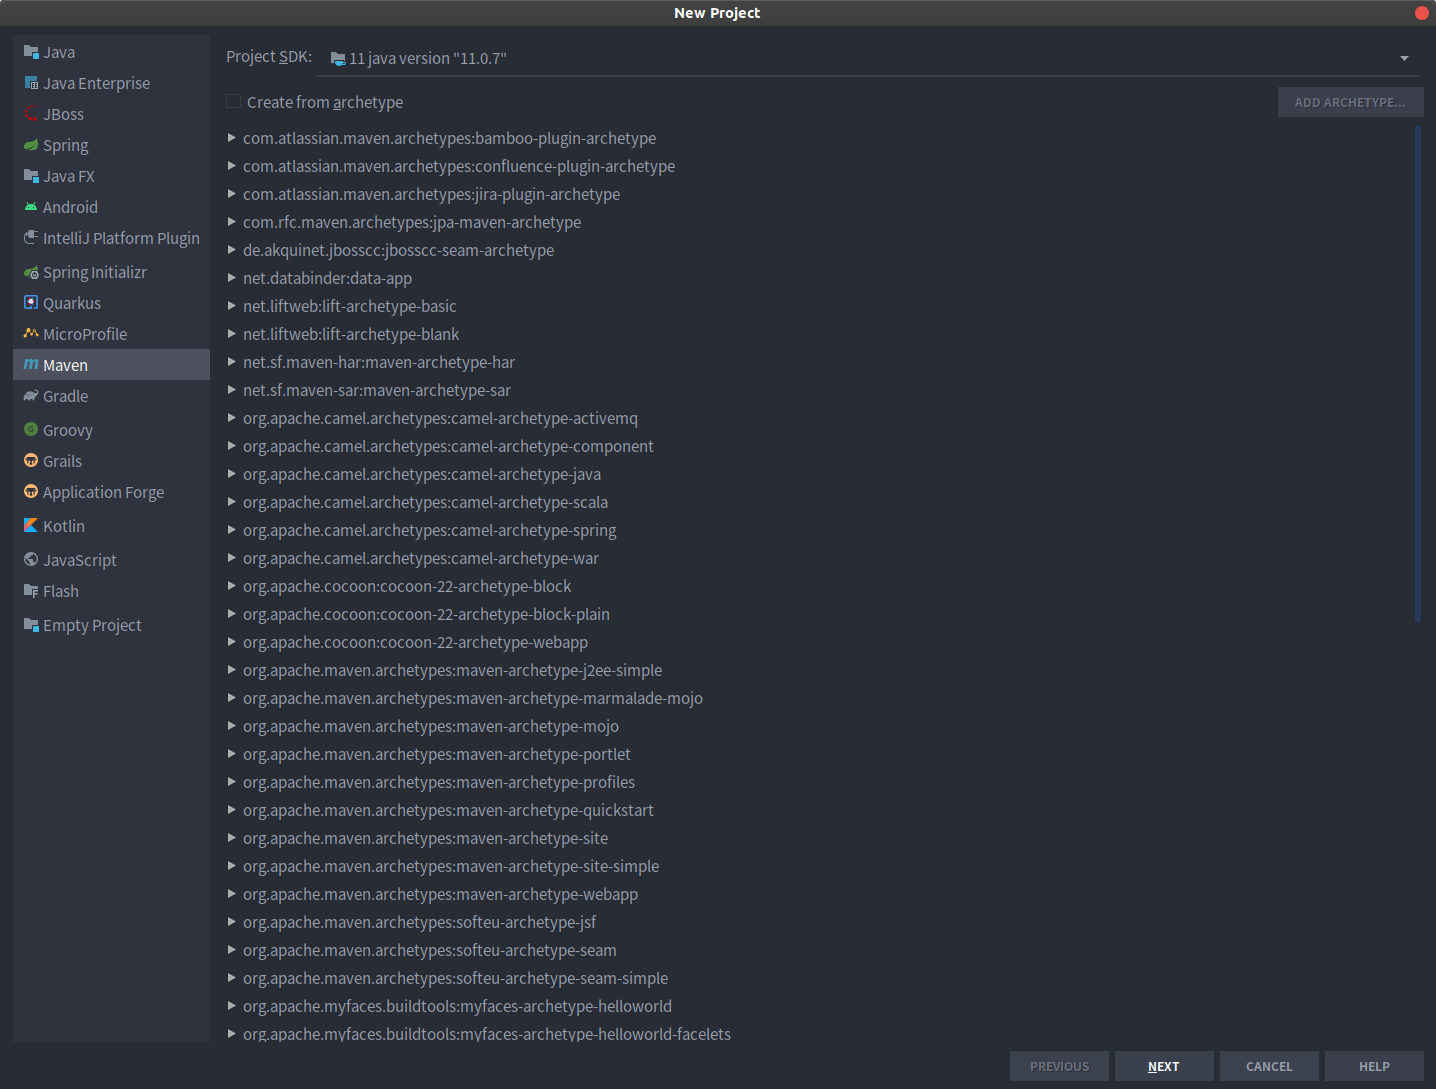 New Project
Java
Java Enterprise
JBoss
Spring
Java FX
Android
IntelliJ Platform Plugin
Spring Initializr
Quarkus
MicroProfile
Maven
Gradle
Groovy
Grails
Application Forge
Kotlin
JavaScript
Flash
Empty Project
Project SDK: 11 java version "11.0.7"
Create from archetype
ADD ARCHETYPE...
com.atlassian.maven.archetypes:bamboo-plugin-archetype
com.atlassian.maven.archetypes:confluence-plugin-archetype
com.atlassian.maven.archetypes:jira-plugin-archetype
com.rfc.maven.archetypes:jpa-maven-archetype
de.akquinet.jbosscc:jbosscc-seam-archetype
net.databinder:data-app
net.liftweb:lift-archetype-basic
net.liftweb:lift-archetype-blank
net.sf.maven-har:maven-archetype-har
net.sf.maven-sar:maven-archetype-sar
org.apache.camel.archetypes:camel-archetype-activemq
org.apache.camel.archetypes:camel-archetype-component
org.apache.camel.archetypes:camel-archetype-java
org.apache.camel.archetypes:camel-archetype-scala
org.apache.camel.archetypes:camel-archetype-spring
org.apache.camel.archetypes:camel-archetype-war
org.apache.cocoon:cocoon-22-archetype-block
org.apache.cocoon:cocoon-22-archetype-block-plain
org.apache.cocoon:cocoon-22-archetype-webapp
org.apache.maven.archetypes:maven-archetype-j2ee-simple
org.apache.maven.archetypes:maven-archetype-marmalade-mojo
org.apache.maven.archetypes:maven-archetype-mojo
org.apache.maven.archetypes:maven-archetype-portlet
org.apache.maven.archetypes:maven-archetype-profiles
org.apache.maven.archetypes:maven-archetype-quickstart
org.apache.maven.archetypes:maven-archetype-site
org.apache.maven.archetypes:maven-archetype-site-simple
org.apache.maven.archetypes:maven-archetype-webapp
org.apache.maven.archetypes:softeu-archetype-jsf
org.apache.maven.archetypes:softeu-archetype-seam
org.apache.maven.archetypes:softeu-archetype-seam-simple
org.apache.myfaces.buildtools:myfaces-archetype-helloworld
org.apache.myfaces.buildtools:myfaces-archetype-helloworld-facelets
PREVIOUS
NEXT
CANCEL
HELP